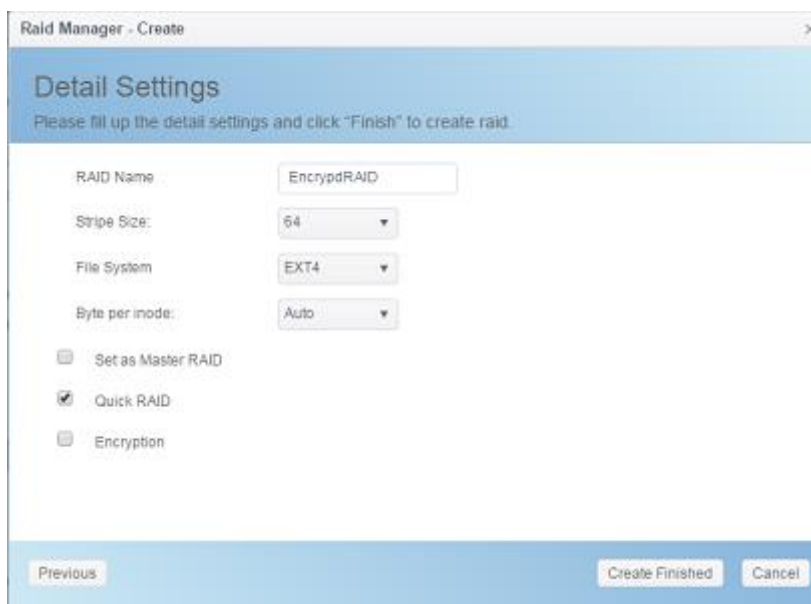 Raid Manager - Create
Detail Settings
Please fill up the detail settings and click "Finish" to create raid.
RAID Name EncrypdRAID
Stripe Size: 64
File System EXT4
Byte per inode: Auto
Set as Master RAID
Quick RAID
Encryption
Previous Create Finished Cancel